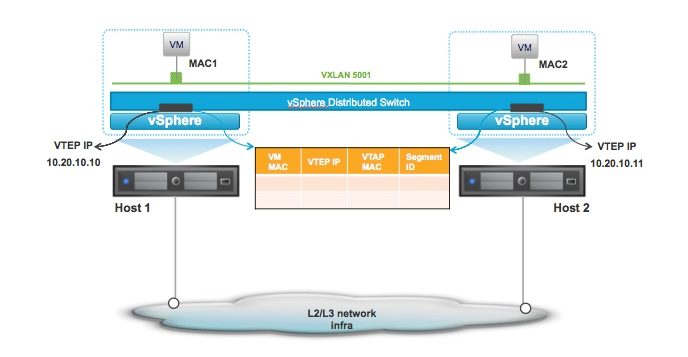 VM
VM
MAC1
MAC2
VXLAN 5001
vSphere Distributed Switch
vSphere
vSphere
VTEP IP
10.20.10.10
VTEP IP
10.20.10.11
VM MAC
VTEP IP
VTAP MAC
Segment ID
Host 1
Host 2
L2/L3 network
infra